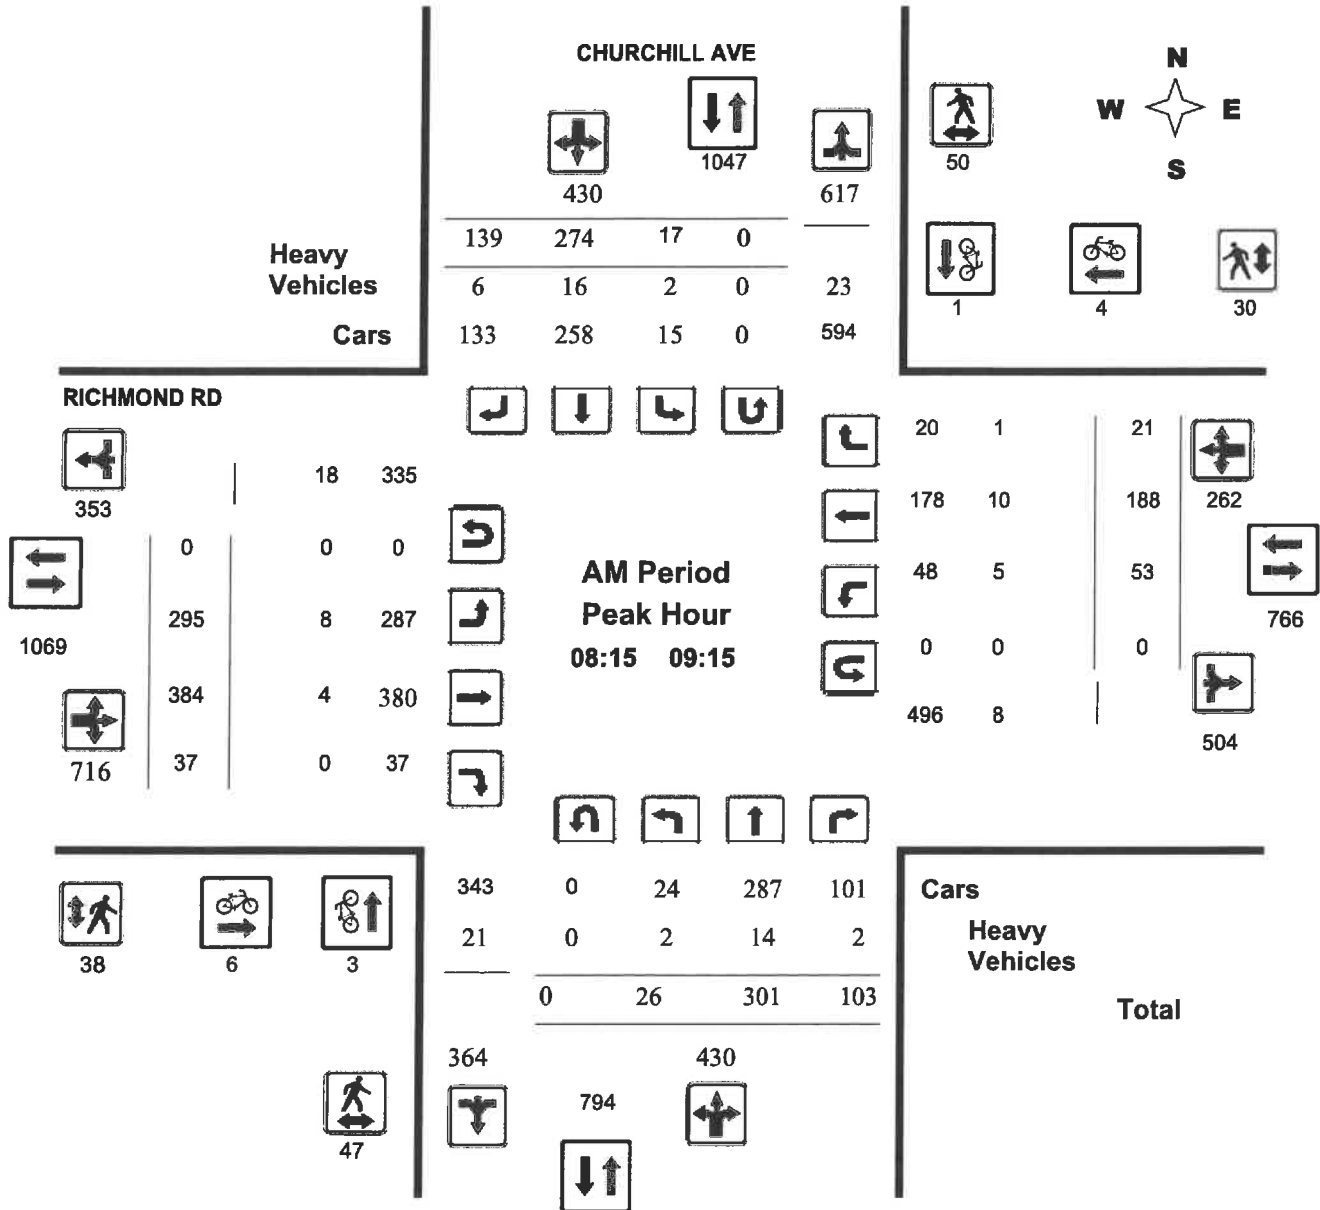 CHURCHILL AVE
N
W E
S
1047
50
430
617
139 274 17 0
Heavy
Vehicles
6 16 2 0 23
1 4 30
Cars
133 258 15 0 594
RICHMOND RD
20 1 21
18 335
353
178 10 188 262
0 0 0
AM Period
48 5 53
Peak Hour
295 8 287
766
1069
08:15 09:15
0 0 0
384 4 380
496 8
504
716
37 0 37
343 0 24 287 101
Cars
21 0 2 14 2
Heavy
Vehicles
38 6 3
0 26 301 103
Total
364 430
794
47